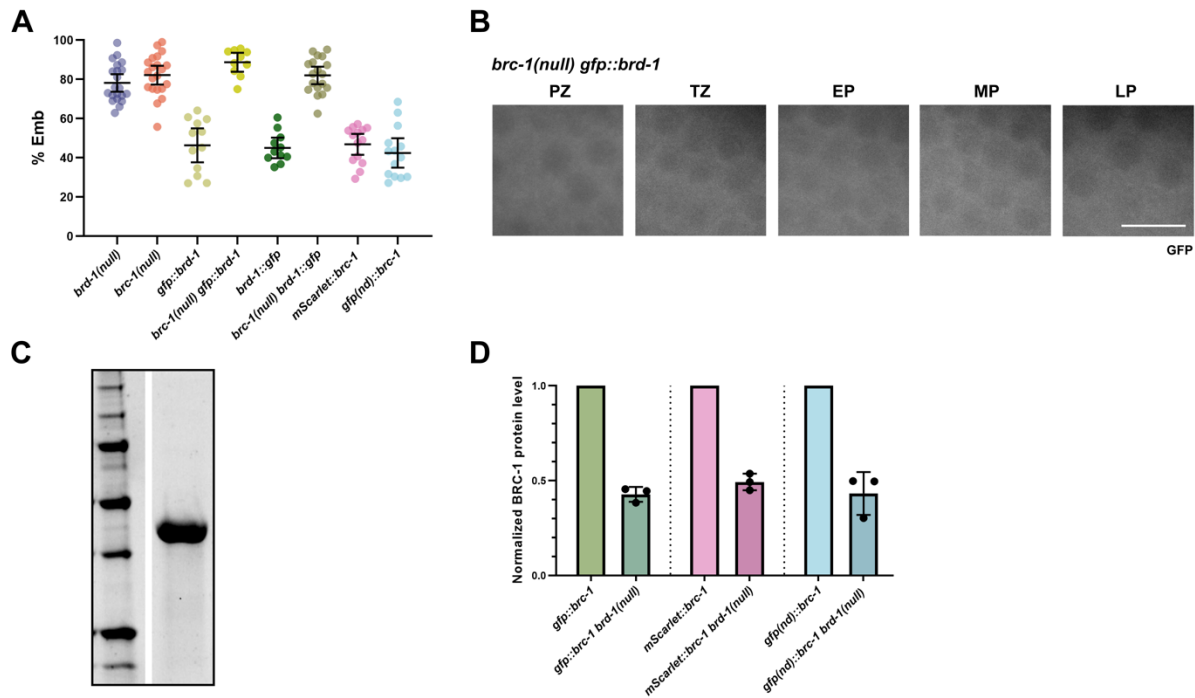 A
% Emb
100
80
60
40
20
0
brd-1(null)
brc-1(null)
gfp::brd-1
brc-1(null) gfp::brd-1
brd-1::gfp
brc-1(null) brd-1::gfp
mScarlet::brc-1
gfp(nd)::brc-1
B
brc-1(null) gfp::brd-1
PZ TZ EP MP LP
GFP
C
D
Normalized BRC-1 protein level
1.0
0.5
0.0
gfp::brc-1
gfp::brc-1 brd-1(null)
mScarlet::brc-1
mScarlet::brc-1 brd-1(null)
gfp(nd)::brc-1
gfp(nd)::brc-1 brd-1(null)